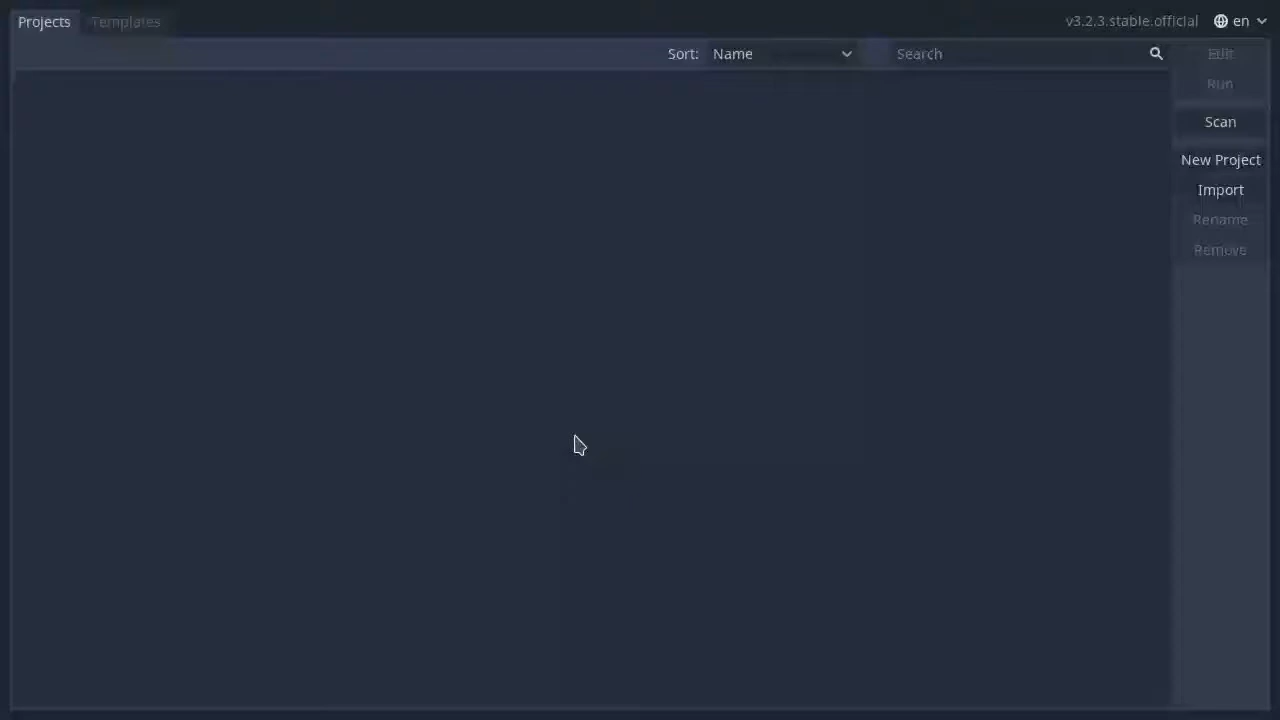 Projects Templates v3.2.3.stable.official en
Sort: Name Search Edit
Run
Scan
New Project
Import
Rename
Remove